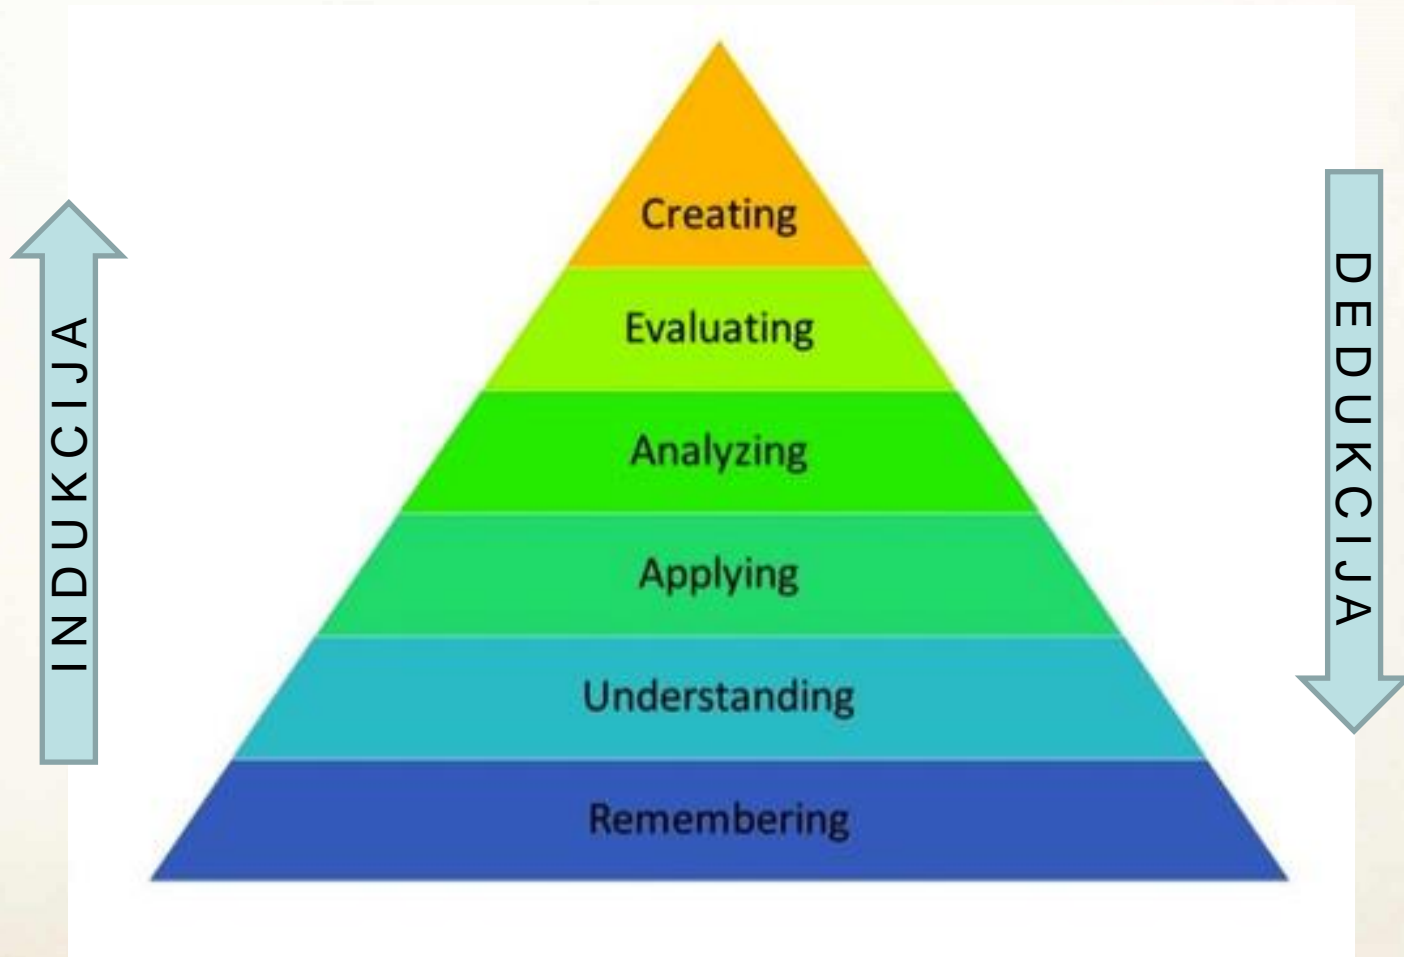 INDUKCIJA
Creating
Evaluating
Analyzing
Applying
Understanding
Remembering
DEDUKCIJA